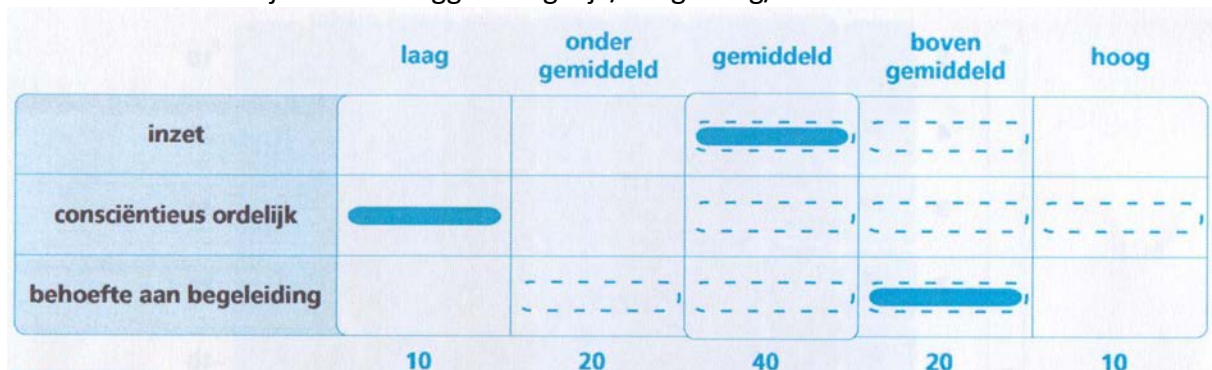 laag onder gemiddeld gemiddeld boven gemiddeld hoog
inzet
consciëntieus ordelijk
behoefte aan begeleiding
10 20 40 20 10